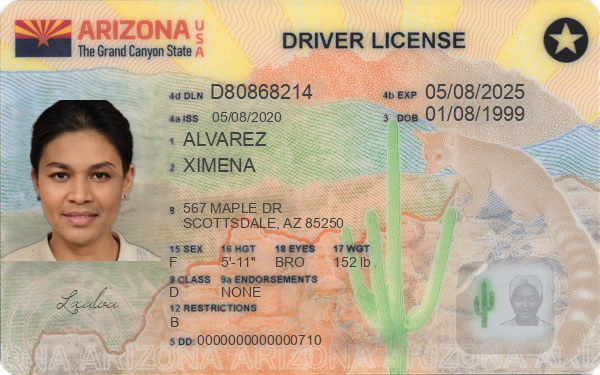 ARIZONA USA
The Grand Canyon State
DRIVER LICENSE
4d DLN D80868214
4b EXP 05/08/2025
4a ISS 05/08/2020
3 DOB 01/08/1999
1 ALVAREZ
2 XIMENA
8 567 MAPLE DR
SCOTTSDALE, AZ 85250
15 SEX 16 HGT 18 EYES 17 WGT
F 5'-11" BRO 152 lb
9 CLASS 9a ENDORSEMENTS
D NONE
12 RESTRICTIONS
B
5 DD: 0000000000000710
ARIZONA ARIZONA ARIZONA ARIZONA